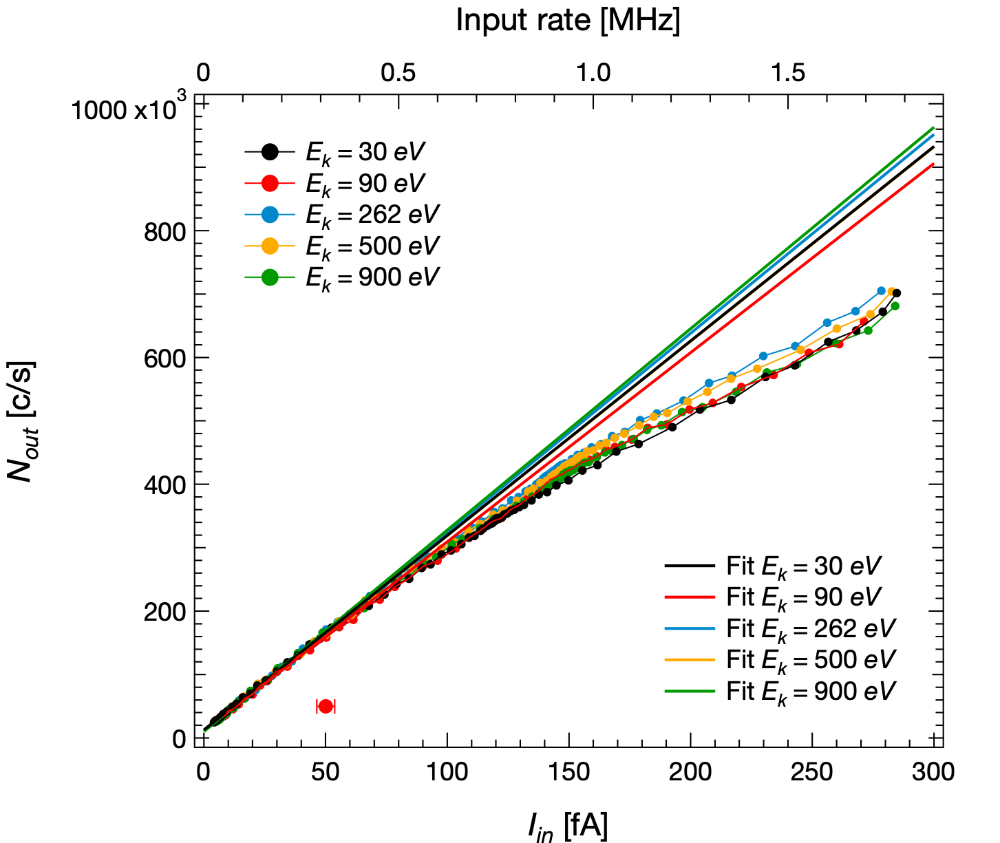 Input rate [MHz]
0 0.5 1.0 1.5
1000 x10³
800
600
400
200
0
N_out [c/s]
E_k = 30 eV
E_k = 90 eV
E_k = 262 eV
E_k = 500 eV
E_k = 900 eV
Fit E_k = 30 eV
Fit E_k = 90 eV
Fit E_k = 262 eV
Fit E_k = 500 eV
Fit E_k = 900 eV
0 50 100 150 200 250 300
I_in [fA]